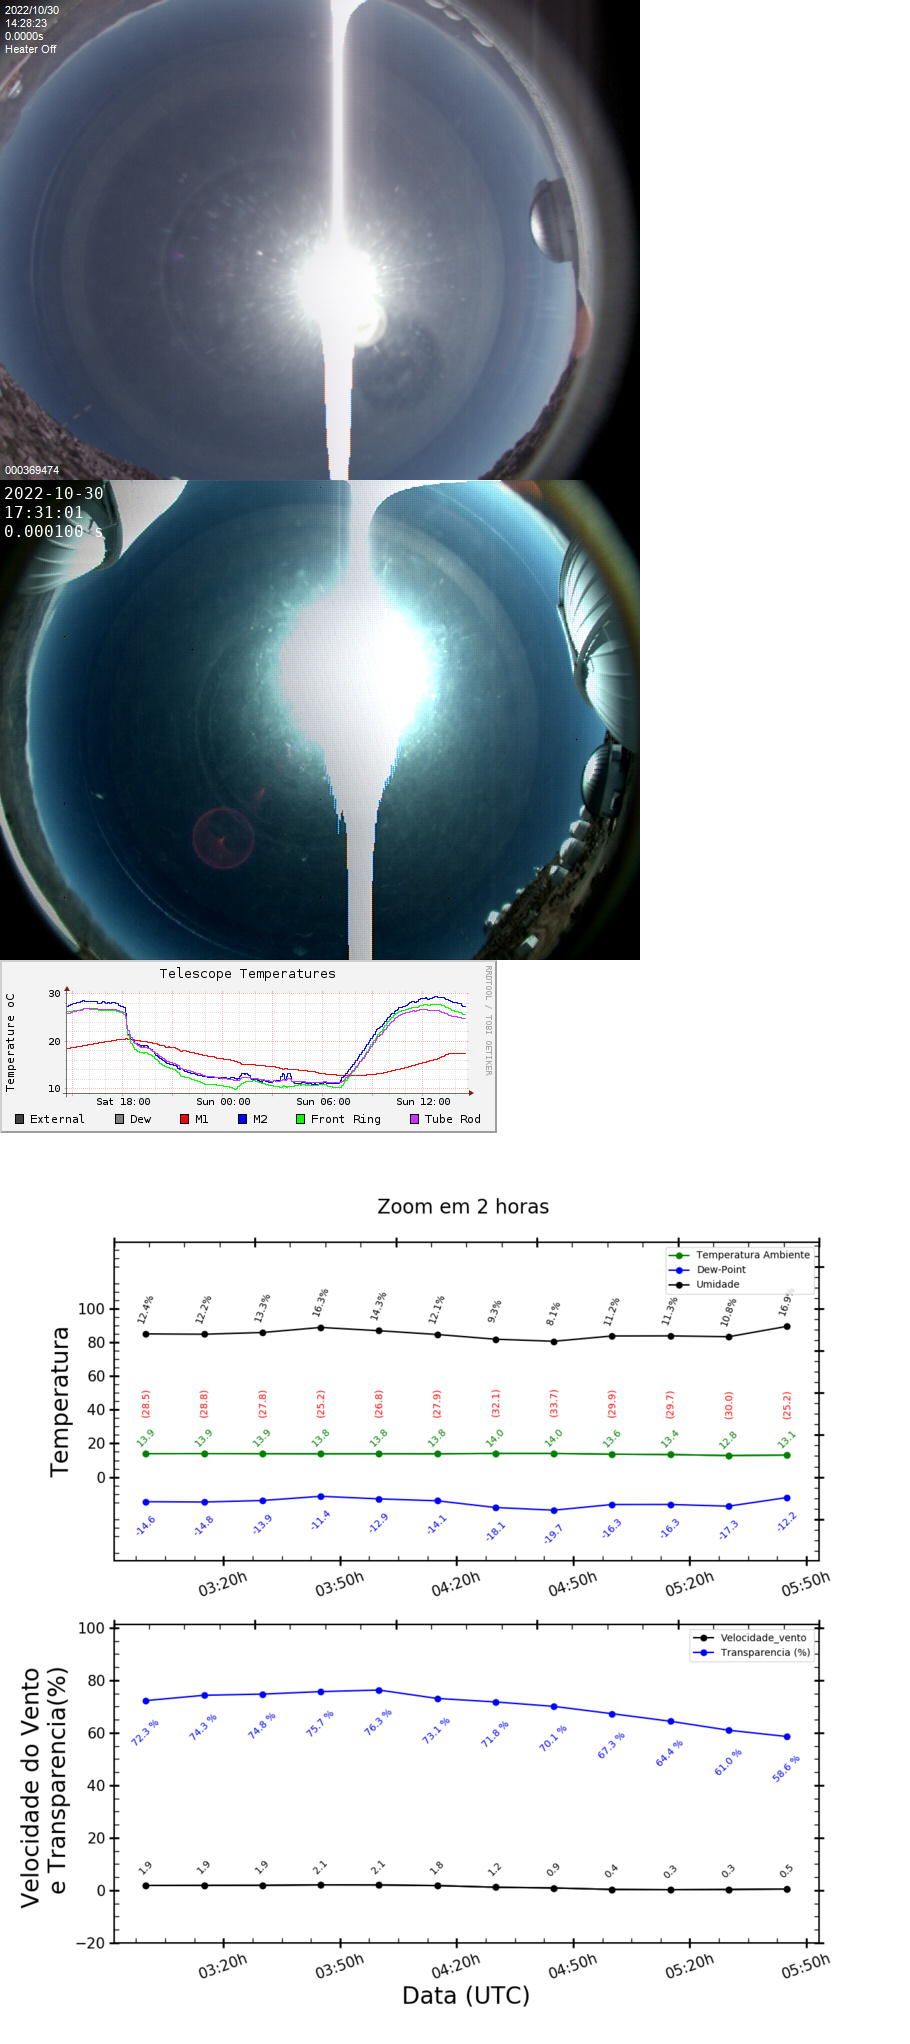 2022/10/30
14:28:23
0.0000s
Heater Off
000369474
2022-10-30
17:31:01
0.000100 s
Telescope Temperatures
RRDTOOL / TOBI OETIKER
Temperature oC
30
20
10
Sat 18:00 Sun 00:00 Sun 06:00 Sun 12:00
External Dew M1 M2 Front Ring Tube Rod
Zoom em 2 horas
Temperatura Ambiente
Dew-Point
Umidade
Temperatura
100
80
60
40
20
0
12.4% 12.2% 13.3% 16.3% 14.3% 12.1% 9.3% 8.1% 11.2% 11.3% 10.8% 16.9%
(28.5) (28.8) (27.8) (25.2) (26.8) (27.9) (32.1) (33.7) (29.9) (29.7) (30.0) (25.2)
13.9 13.9 13.9 13.8 13.8 13.8 14.0 14.0 13.6 13.4 12.8 13.1
-14.6 -14.8 -13.9 -11.4 -12.9 -14.1 -18.1 -19.7 -16.3 -16.3 -17.3 -12.2
03:20h 03:50h 04:20h 04:50h 05:20h 05:50h
Velocidade_vento
Transparencia (%)
Velocidade do Vento
e Transparencia(%)
100
80
60
40
20
0
−20
72.3 % 74.3 % 74.8 % 75.7 % 76.3 % 73.1 % 71.8 % 70.1 % 67.3 % 64.4 % 61.0 % 58.6 %
1.9 1.9 1.9 2.1 2.1 1.8 1.2 0.9 0.4 0.3 0.3 0.5
03:20h 03:50h 04:20h 04:50h 05:20h 05:50h
Data (UTC)